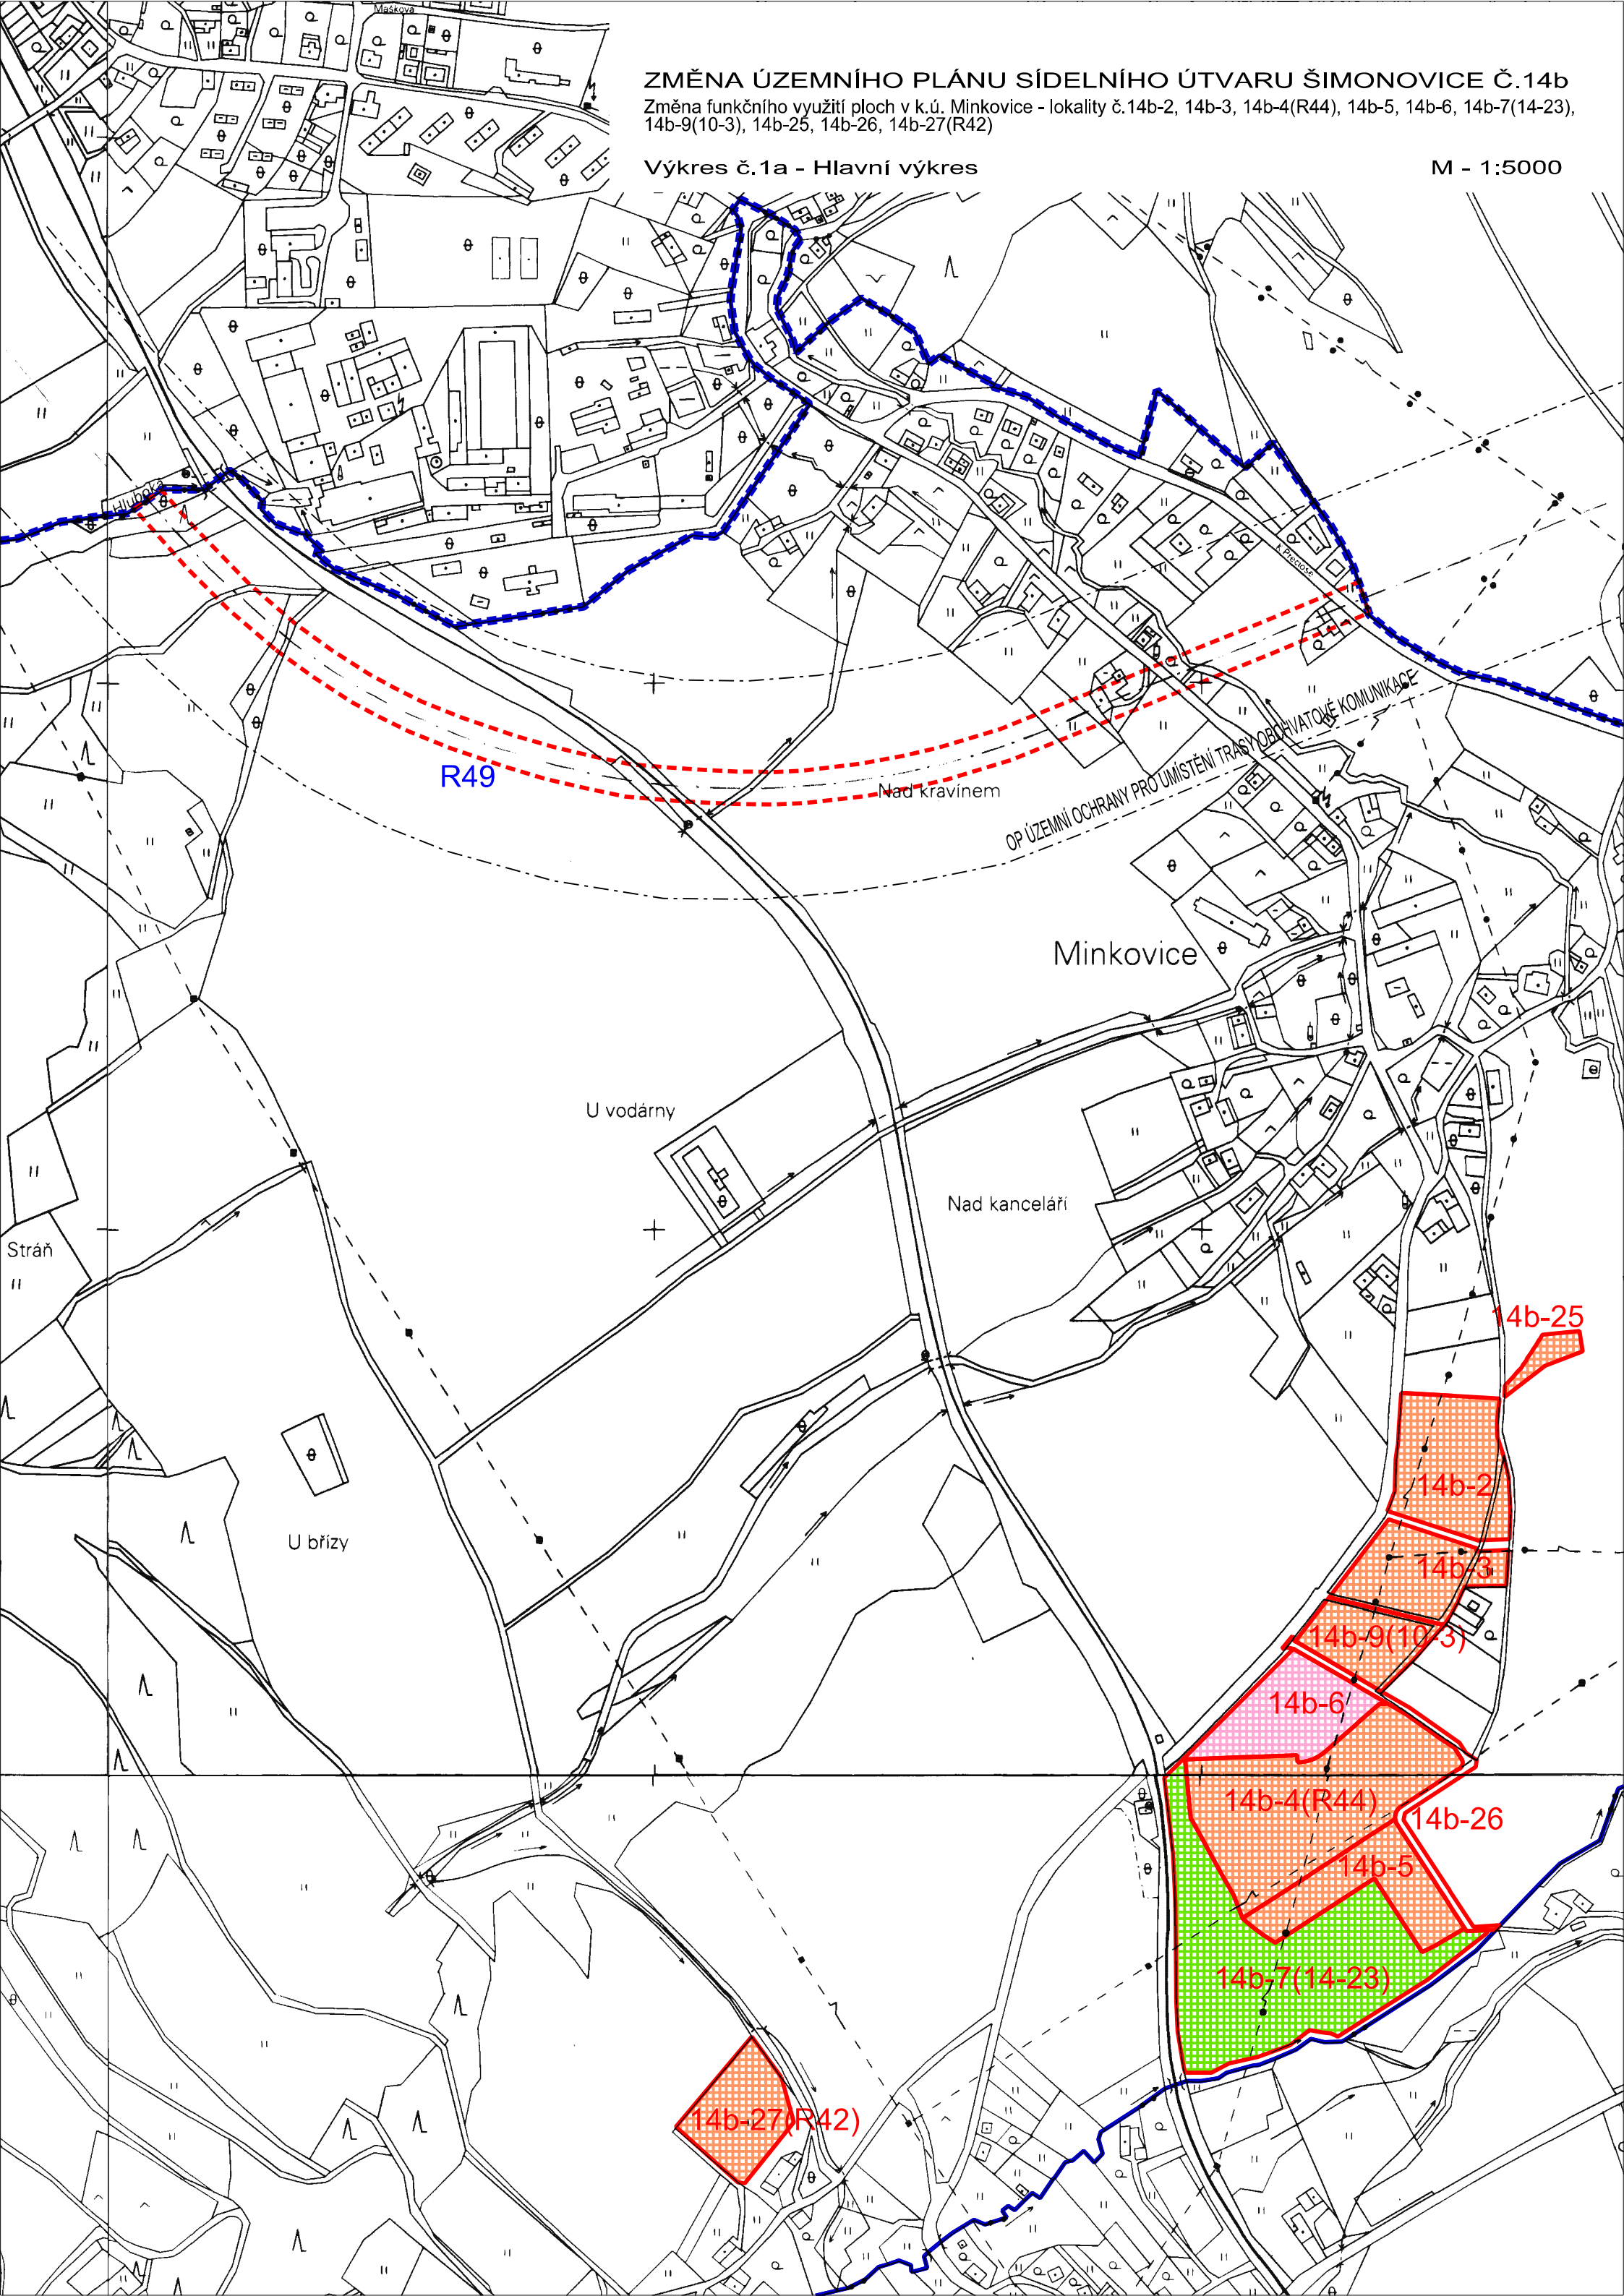 Maškova
ZMĚNA ÚZEMNÍHO PLÁNU SÍDELNÍHO ÚTVARU ŠIMONOVICE Č.14b
Změna funkčního využití ploch v k.ú. Minkovice - lokality č.14b-2, 14b-3, 14b-4(R44), 14b-5, 14b-6, 14b-7(14-23),
14b-9(10-3), 14b-25, 14b-26, 14b-27(R42)
Výkres č.1a - Hlavní výkres
M - 1:5000
Hluboká
K Preciose
R49
Nad kravínem
OP ÚZEMNÍ OCHRANY PRO UMÍSTĚNÍ TRASY OBCHVATOVÉ KOMUNIKACE
Minkovice
U vodárny
Nad kanceláří
Stráň
14b-25
14b-2
U břízy
14b-3
14b-9(10-3)
14b-6
14b-4(R44)
14b-26
14b-5
14b-7(14-23)
14b-27(R42)